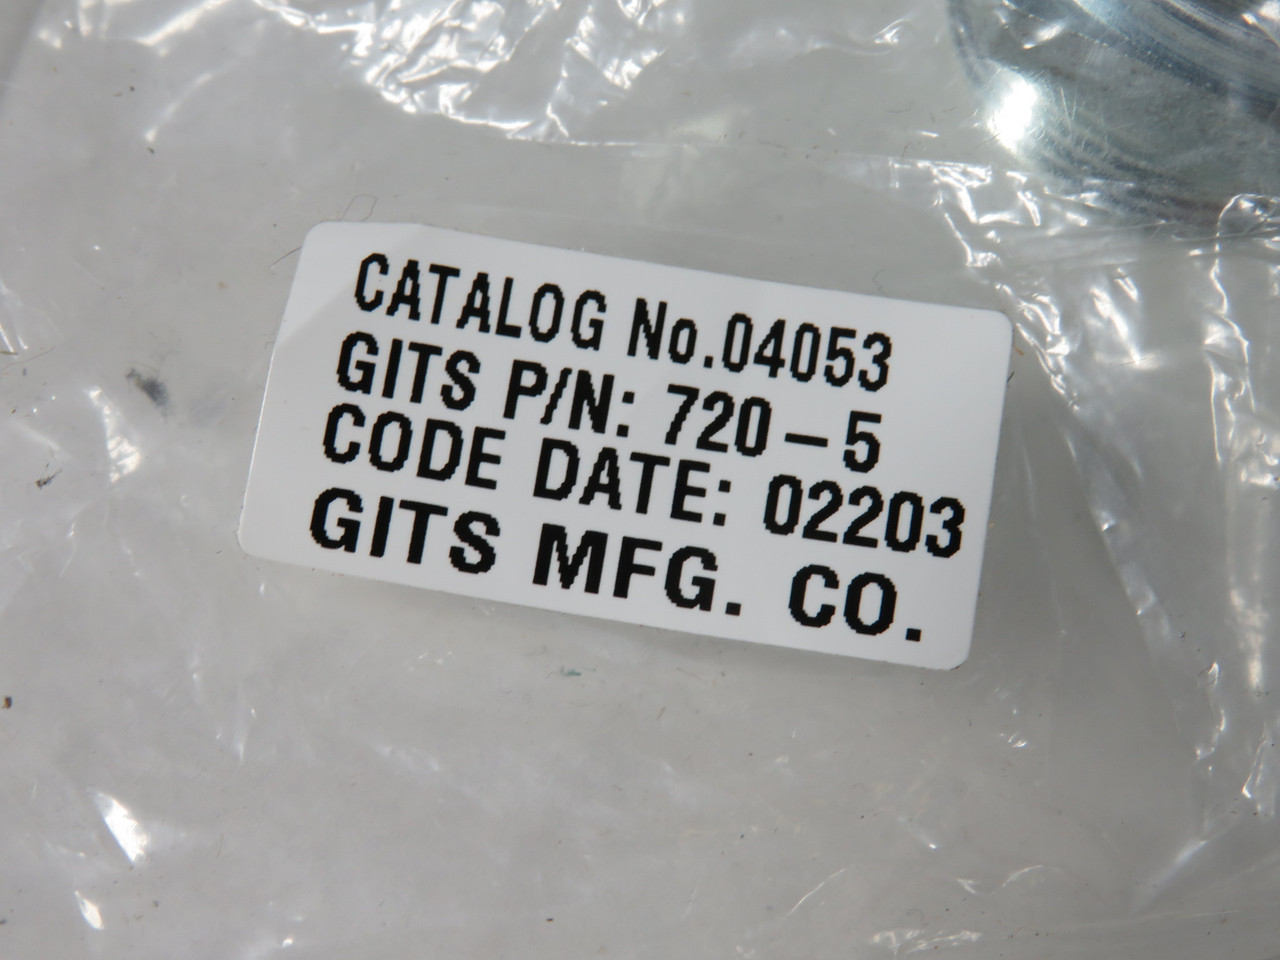 CATALOG No.04053
GITS P/N: 720-5
CODE DATE: 02203
GITS MFG. CO.